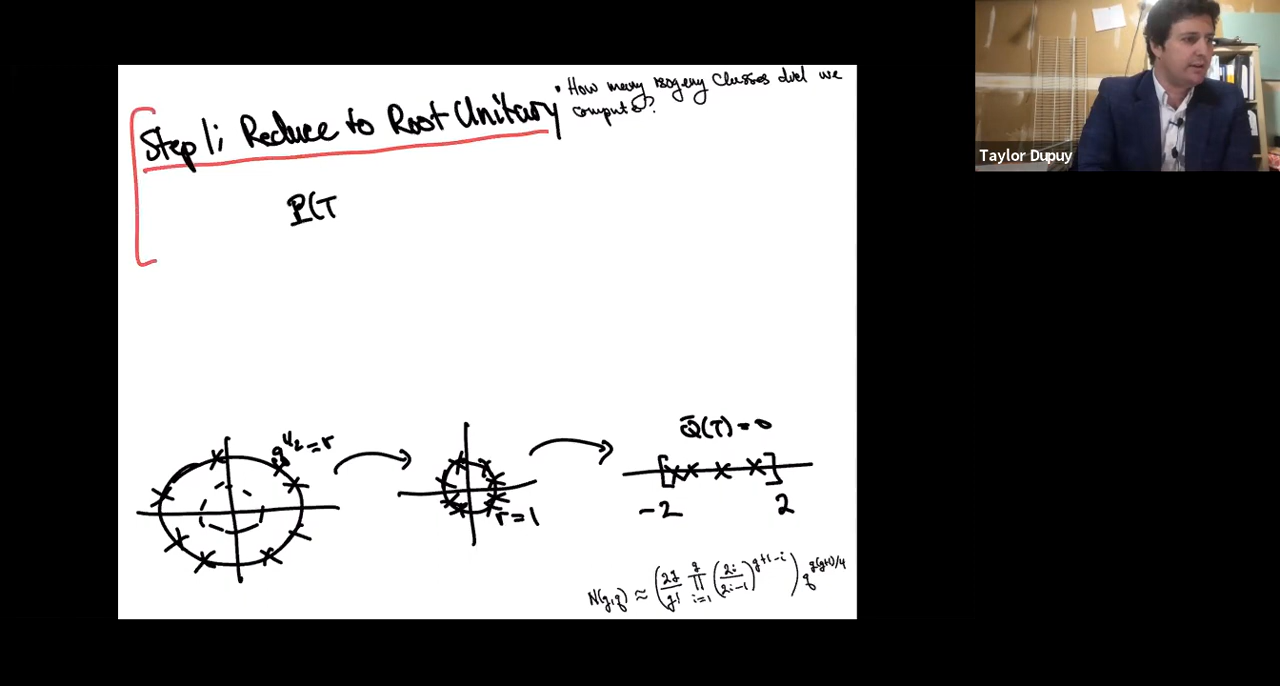 Step 1; Reduce to Root Unitary
• How many isogeny classes did we
compute?
P(T
Taylor Dupuy
q^{1/2} = r
r=1
Q̄(T) = 0
-2
2
N(g,q) ≈ (2^g/g! ∏_{i=1}^{g} (2i/(2i-1))^{g+1-i}) q^{g(g+1)/4}